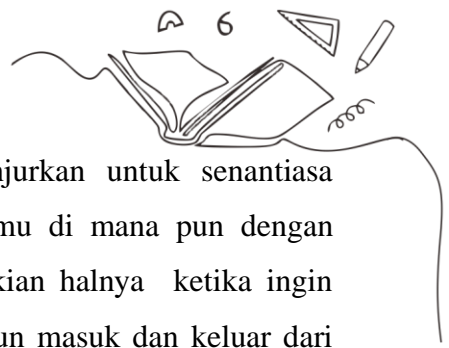 6
njurkan untuk senantiasa
mu di mana pun dengan
kian halnya ketika ingin
un masuk dan keluar dari